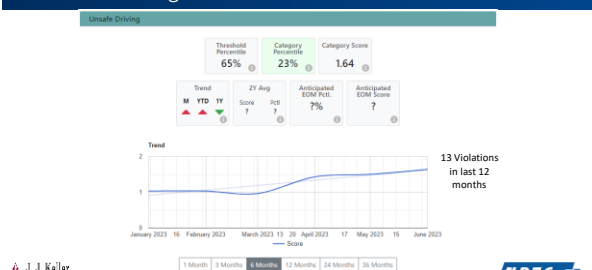 Unsafe Driving
Threshold Percentile
65%
Category Percentile
23%
Category Score
1.64
Trend
M YTD 1Y
2Y Avg
Score Pctl
? ?
Anticipated EOM Pctl.
?%
Anticipated EOM Score
?
Trend
2
1
0
January 2023 16 February 2023 March 2023 13 28 April 2023 17 May 2023 15 June 2023
Score
13 Violations
in last 12
months
1 Month 3 Months 6 Months 12 Months 24 Months 36 Months
J. J. Keller